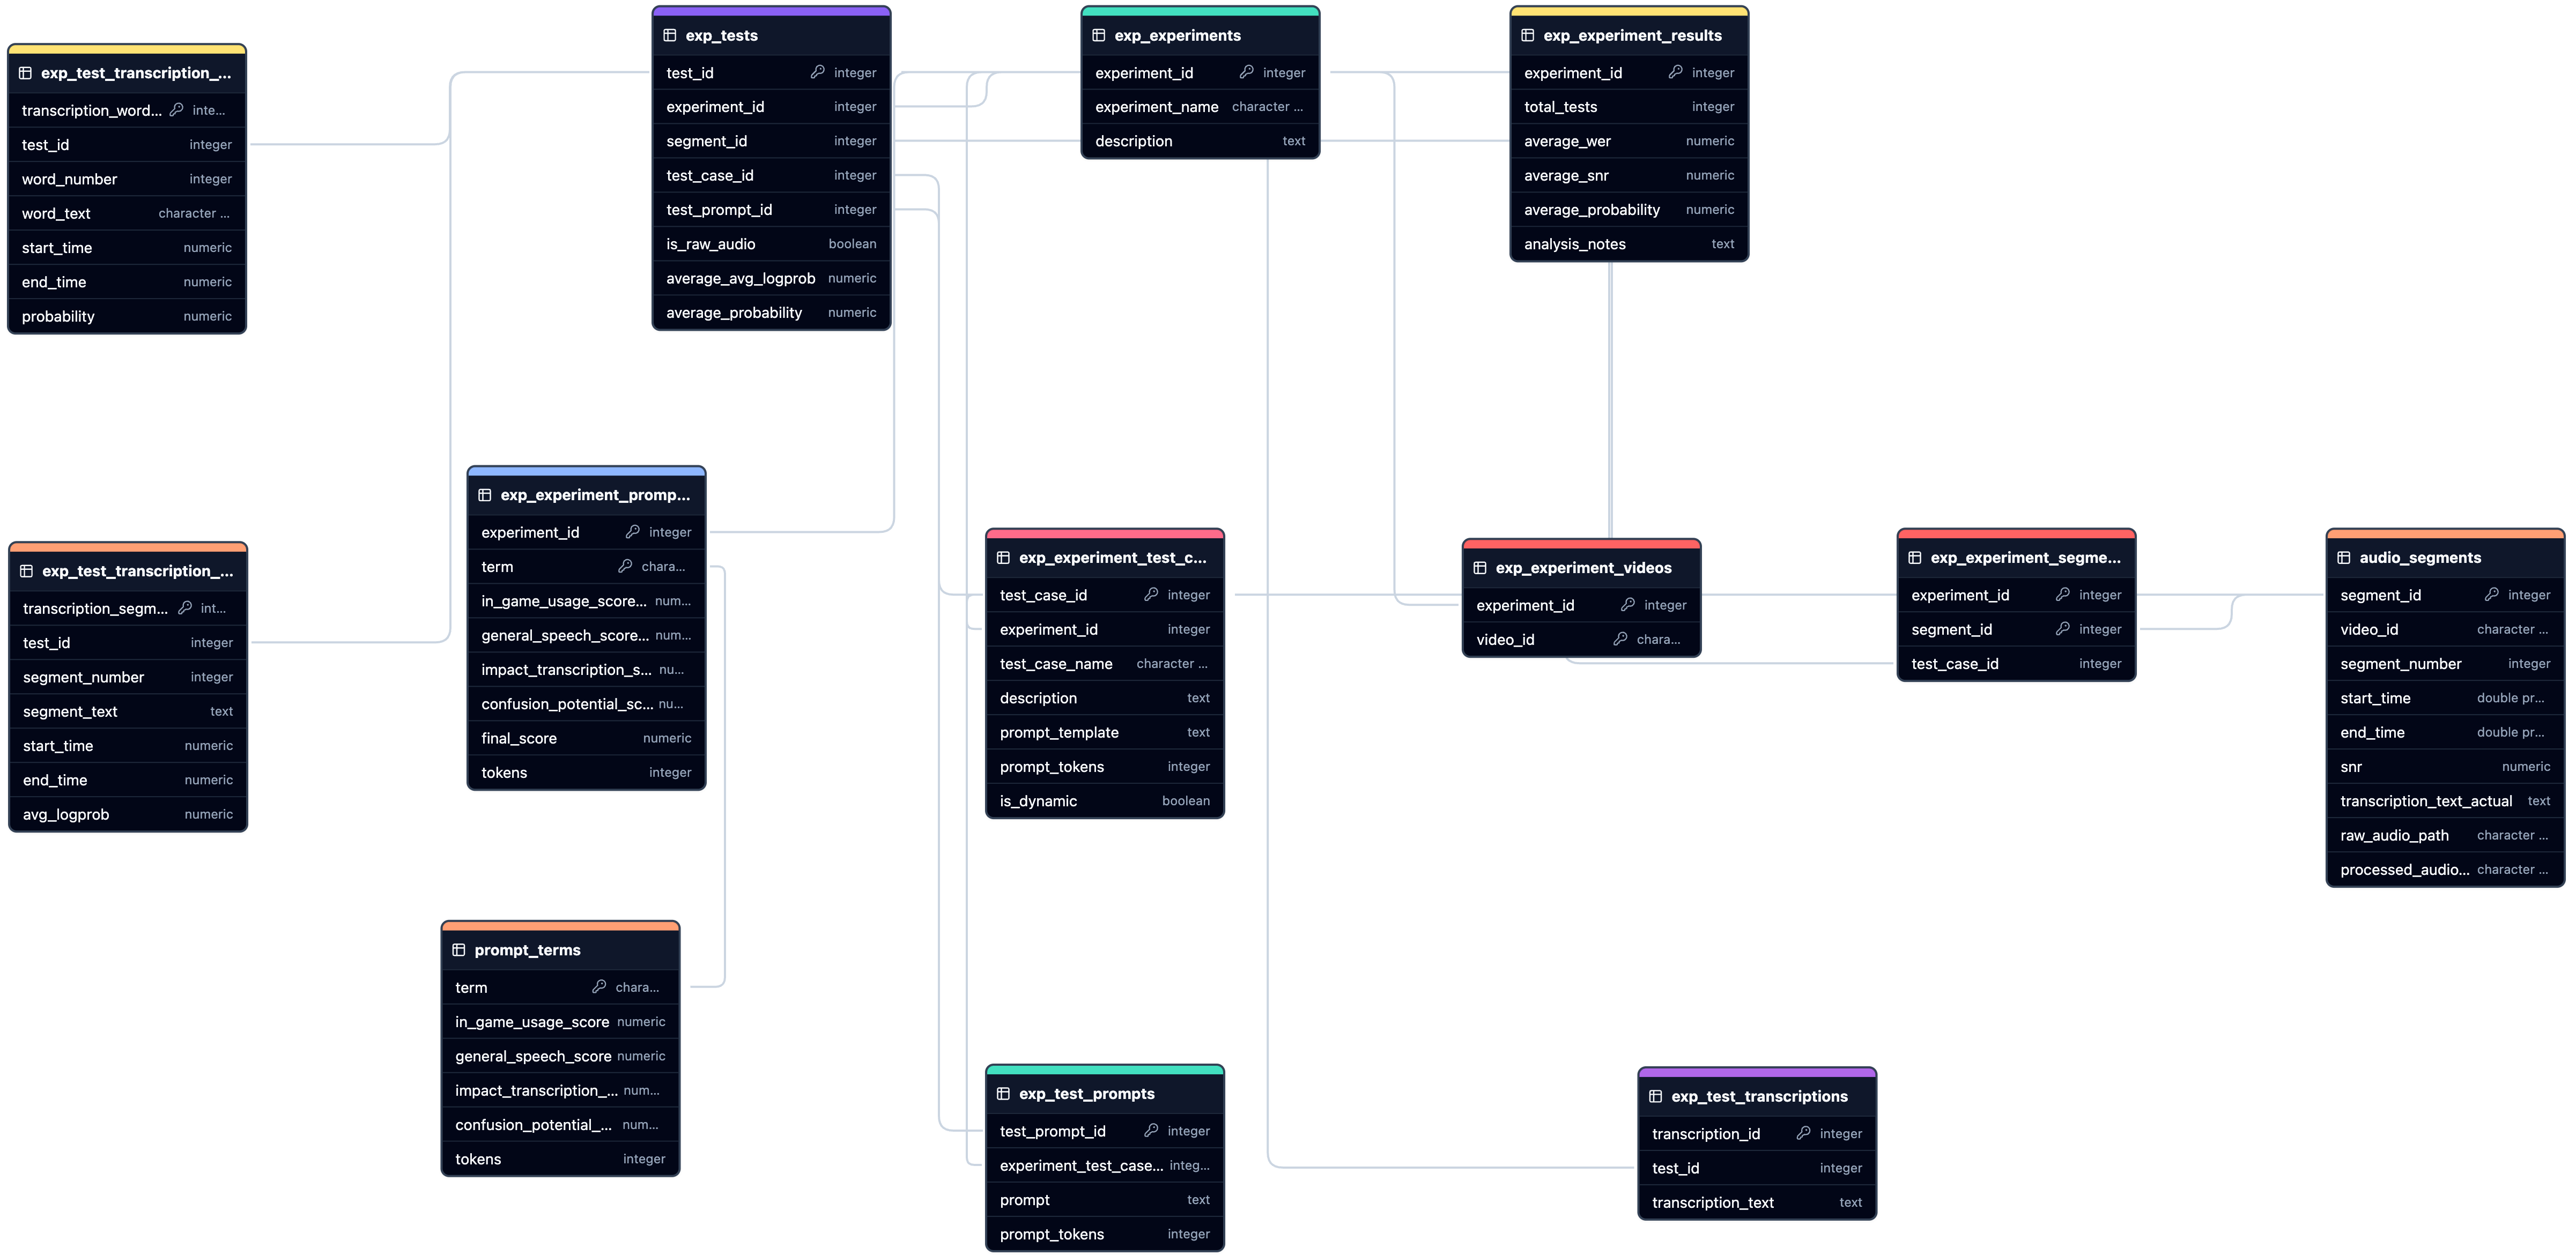 exp_test_transcription_...
transcription_word... inte...
test_id integer
word_number integer
word_text character ...
start_time numeric
end_time numeric
probability numeric
exp_tests
test_id integer
experiment_id integer
segment_id integer
test_case_id integer
test_prompt_id integer
is_raw_audio boolean
average_avg_logprob numeric
average_probability numeric
exp_experiments
experiment_id integer
experiment_name character ...
description text
exp_experiment_results
experiment_id integer
total_tests integer
average_wer numeric
average_snr numeric
average_probability numeric
analysis_notes text
exp_test_transcription_...
transcription_segm... int...
test_id integer
segment_number integer
segment_text text
start_time numeric
end_time numeric
avg_logprob numeric
exp_experiment_promp...
experiment_id integer
term chara...
in_game_usage_score... num...
general_speech_score... num...
impact_transcription_s... nu...
confusion_potential_sc... nu...
final_score numeric
tokens integer
exp_experiment_test_c...
test_case_id integer
experiment_id integer
test_case_name character ...
description text
prompt_template text
prompt_tokens integer
is_dynamic boolean
exp_experiment_videos
experiment_id integer
video_id chara...
exp_experiment_segme...
experiment_id integer
segment_id integer
test_case_id integer
audio_segments
segment_id integer
video_id character ...
segment_number integer
start_time double pr...
end_time double pr...
snr numeric
transcription_text_actual text
raw_audio_path character ...
processed_audio... character ...
prompt_terms
term chara...
in_game_usage_score numeric
general_speech_score numeric
impact_transcription_... num...
confusion_potential_... num...
tokens integer
exp_test_prompts
test_prompt_id integer
experiment_test_case... integ...
prompt text
prompt_tokens integer
exp_test_transcriptions
transcription_id integer
test_id integer
transcription_text text